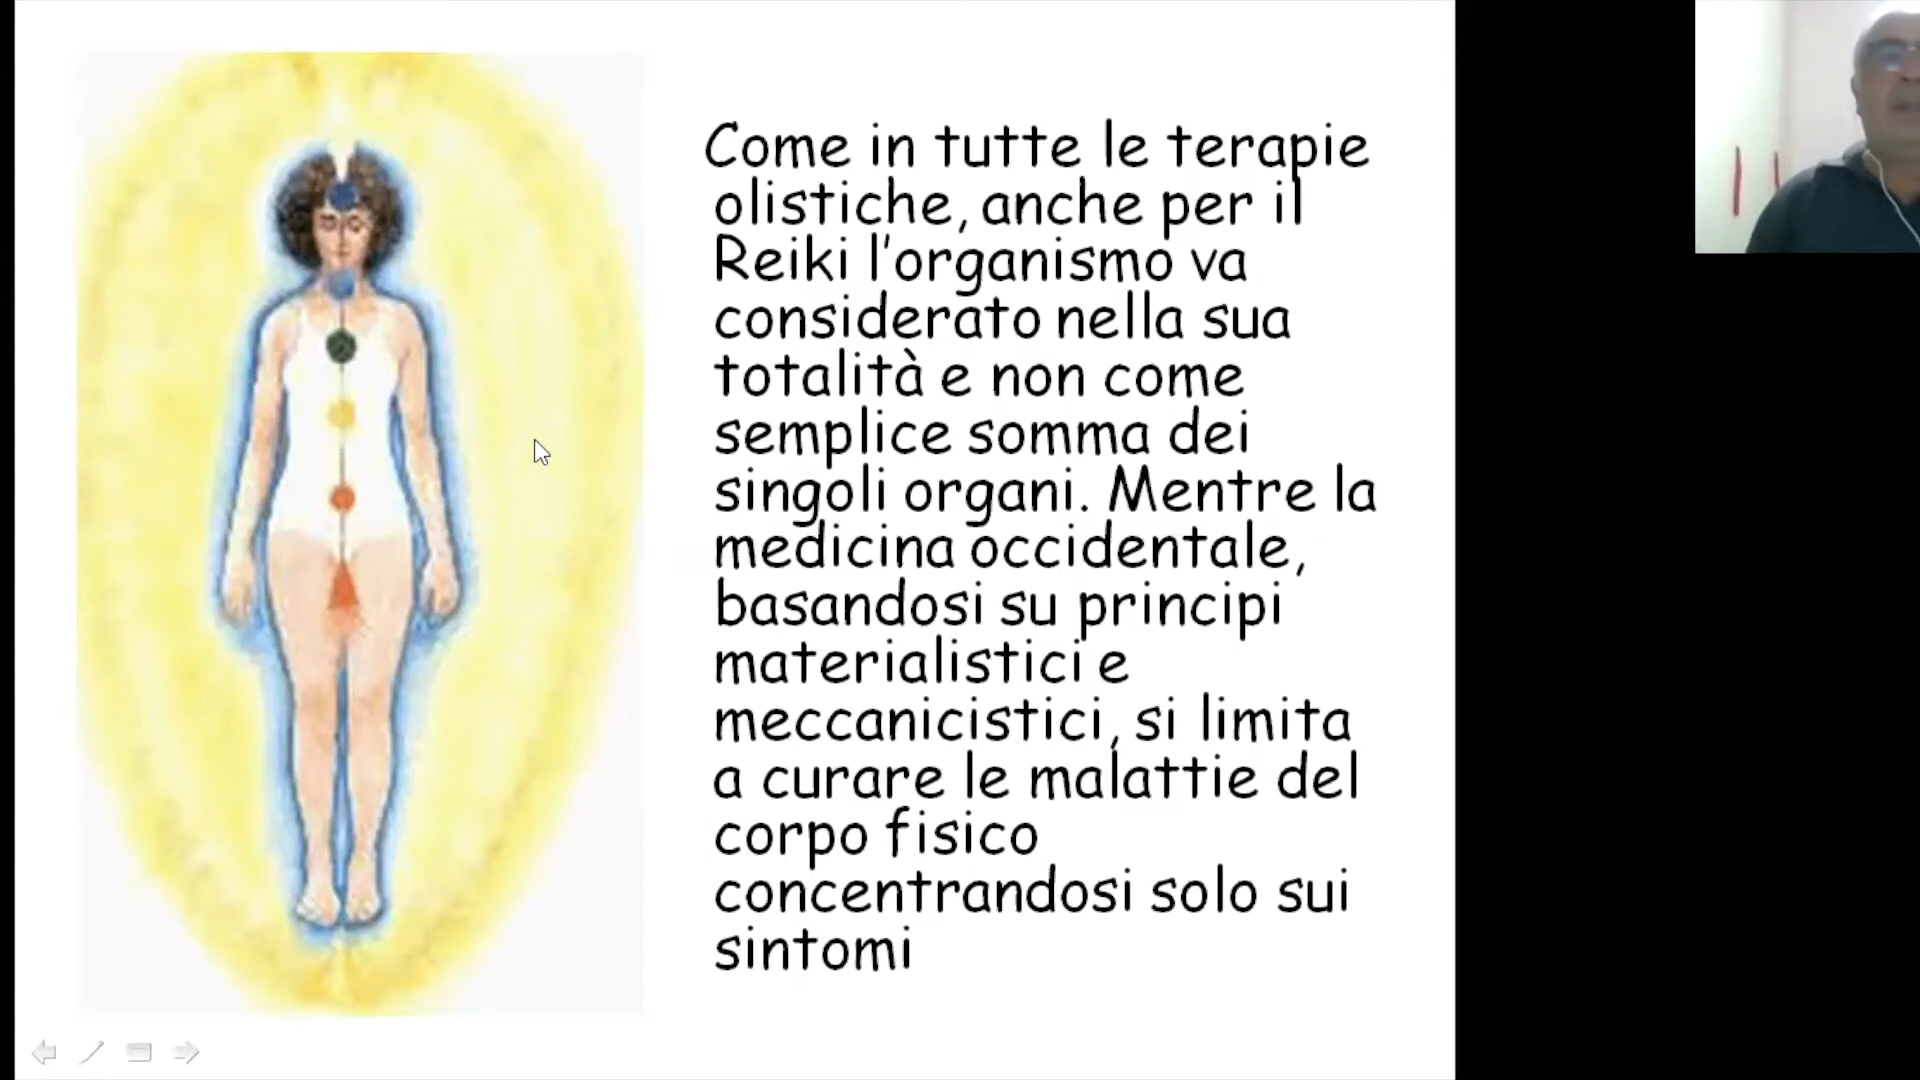 Come in tutte le terapie
olistiche, anche per il
Reiki l'organismo va
considerato nella sua
totalità e non come
semplice somma dei
singoli organi. Mentre la
medicina occidentale,
basandosi su principi
materialistici e
meccanicistici, si limita
a curare le malattie del
corpo fisico
concentrandosi solo sui
sintomi